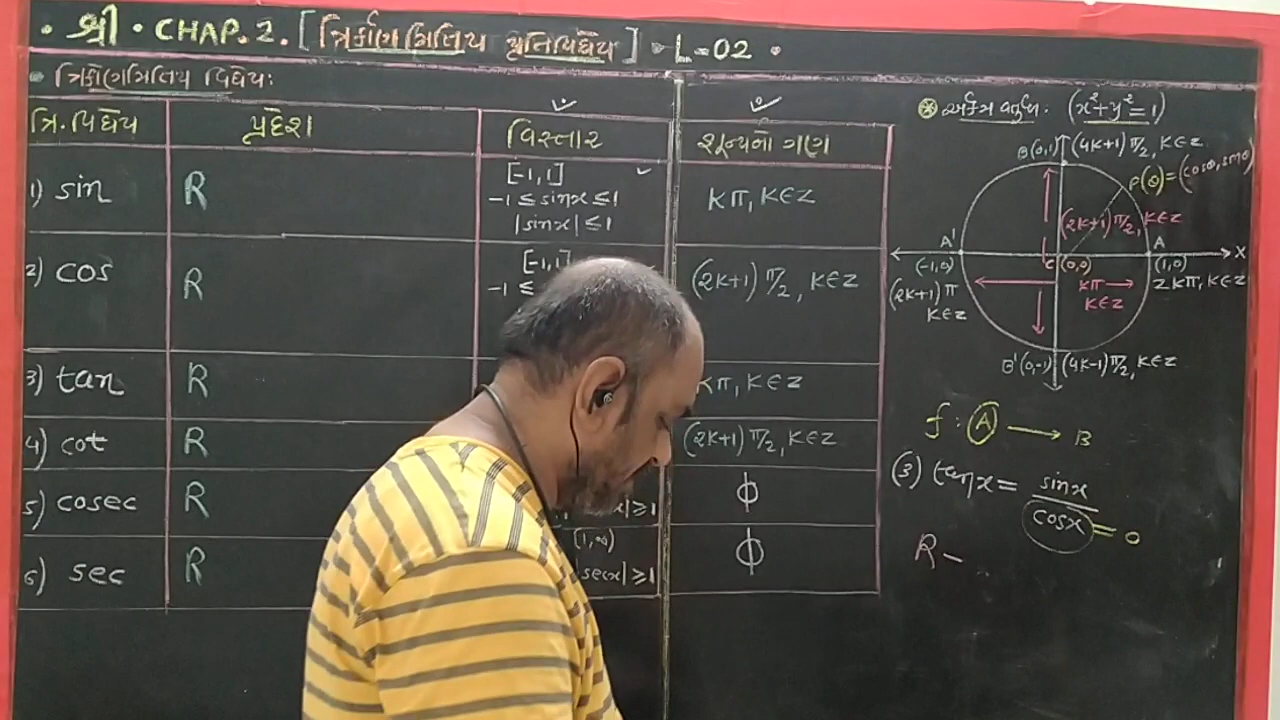 • શ્રી • CHAP. 2. [ ત્રિકોણમિતિય પ્રતિવિધેય ] • L-02 •
• ત્રિકોણમિતિય વિધેય:
ત્રિ. વિધેય પ્રદેશ વિસ્તાર શૂન્યનો ગણ
1) sin R [-1,1] kπ, k∈Z
-1 ≤ sinx ≤ 1
|sinx| ≤ 1
2) cos R [-1,1] (2k+1) π/2, k∈Z
-1 ≤
3) tan R kπ, k∈Z
4) cot R (2k+1) π/2, k∈Z
5) cosec R x| ≥ 1 ϕ
6) sec R [1,∞) ϕ
|secx| ≥ 1
⊛ એકમ વર્તુળ: (x²+y²=1)
B(0,1) (4k+1) π/2, k∈Z
P(θ)=(cosθ, sinθ)
(2k+1) π/2, k∈Z
A' A X
(-1,0) C (0,0) (1,0)
(2k+1) π kπ 2kπ, k∈Z
k∈Z k∈Z
B'(0,-1) (4k-1) π/2, k∈Z
f : A → B
(3) tanx = sinx
cosx = 0
R -